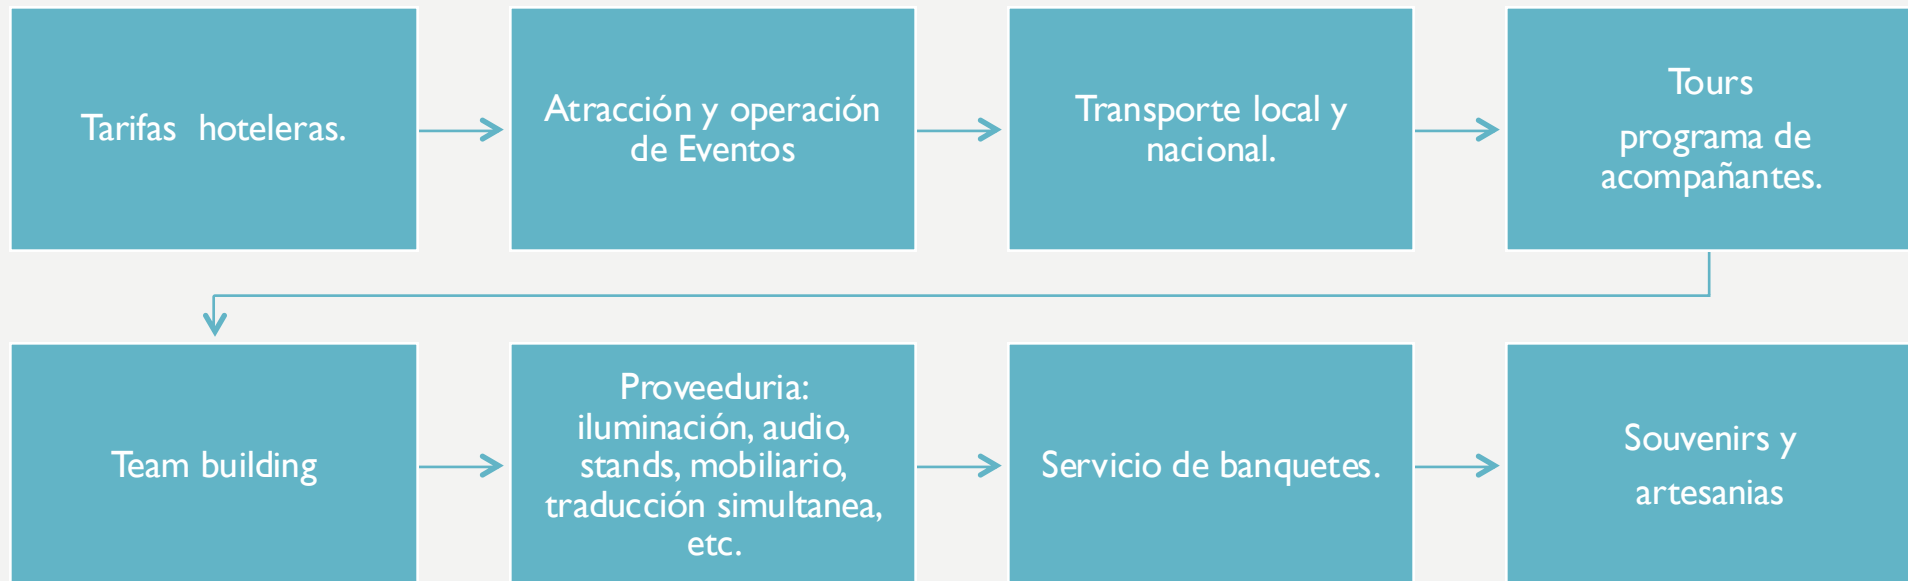 Tarifas hoteleras.
Atracción y operación
de Eventos
Transporte local y
nacional.
Tours
programa de
acompañantes.
Team building
Proveeduria:
iluminación, audio,
stands, mobiliario,
traducción simultanea,
etc.
Servicio de banquetes.
Souvenirs y
artesanias